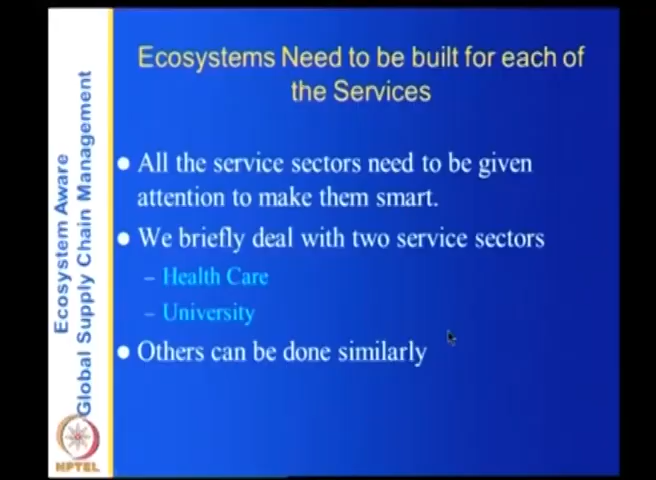 Ecosystems Need to be built for each of
the Services
● All the service sectors need to be given
attention to make them smart.
● We briefly deal with two service sectors
– Health Care
– University
● Others can be done similarly
Ecosystem Aware
Global Supply Chain Management
NPTEL